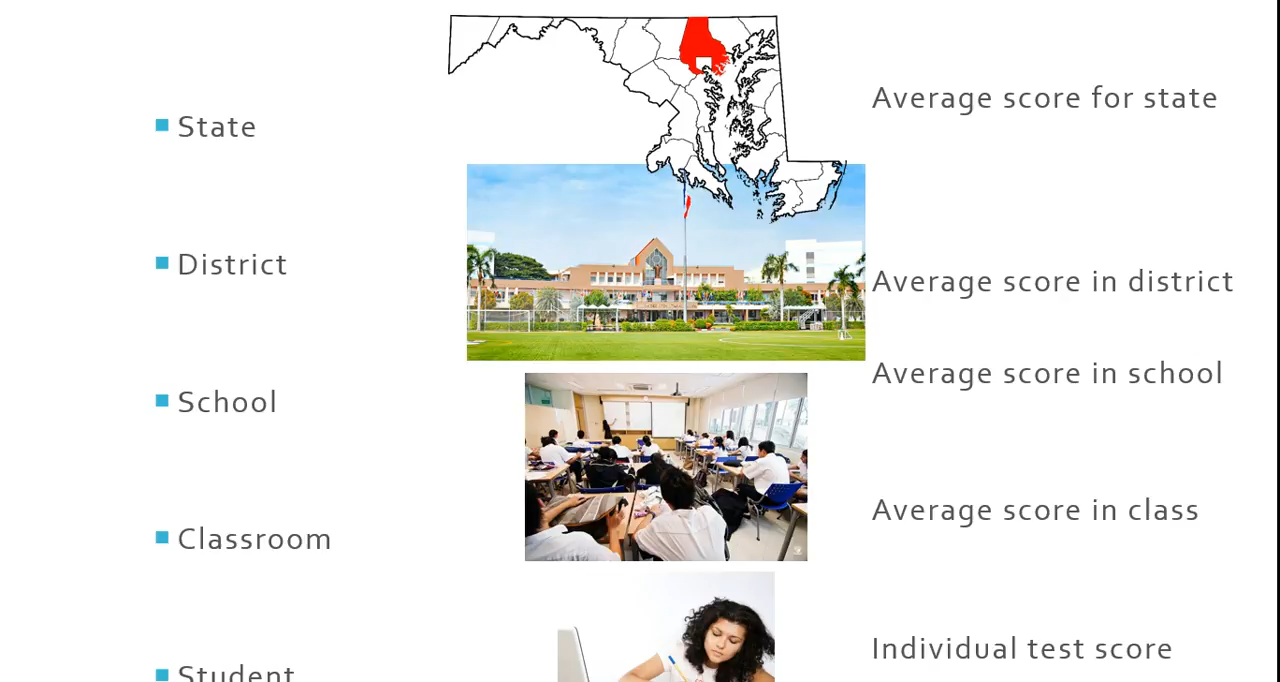 State
Average score for state
District
Average score in district
School
Average score in school
Classroom
Average score in class
Student
Individual test score